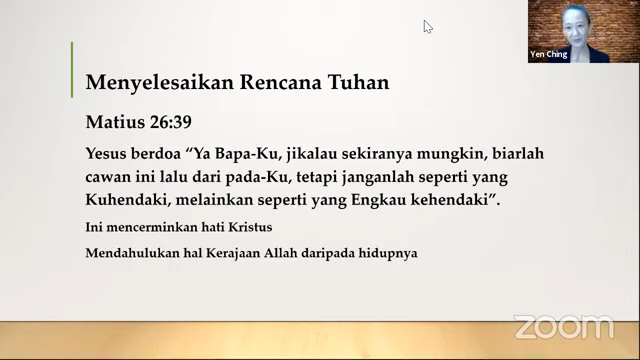 Yen Ching
Menyelesaikan Rencana Tuhan
Matius 26:39
Yesus berdoa “Ya Bapa-Ku, jikalau sekiranya mungkin, biarlah
cawan ini lalu dari pada-Ku, tetapi janganlah seperti yang
Kuhendaki, melainkan seperti yang Engkau kehendaki”.
Ini mencerminkan hati Kristus
Mendahulukan hal Kerajaan Allah daripada hidupnya
zoom